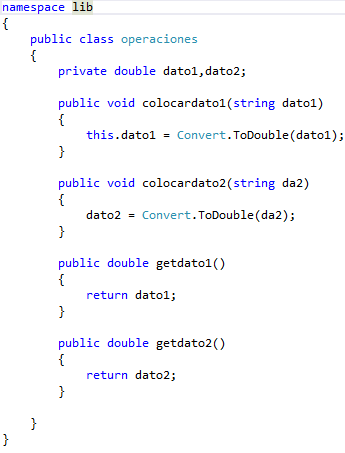 namespace lib
{
public class operaciones
{
private double dato1,dato2;
public void colocardato1(string dato1)
{
this.dato1 = Convert.ToDouble(dato1);
}
public void colocardato2(string da2)
{
dato2 = Convert.ToDouble(da2);
}
public double getdato1()
{
return dato1;
}
public double getdato2()
{
return dato2;
}
}
}